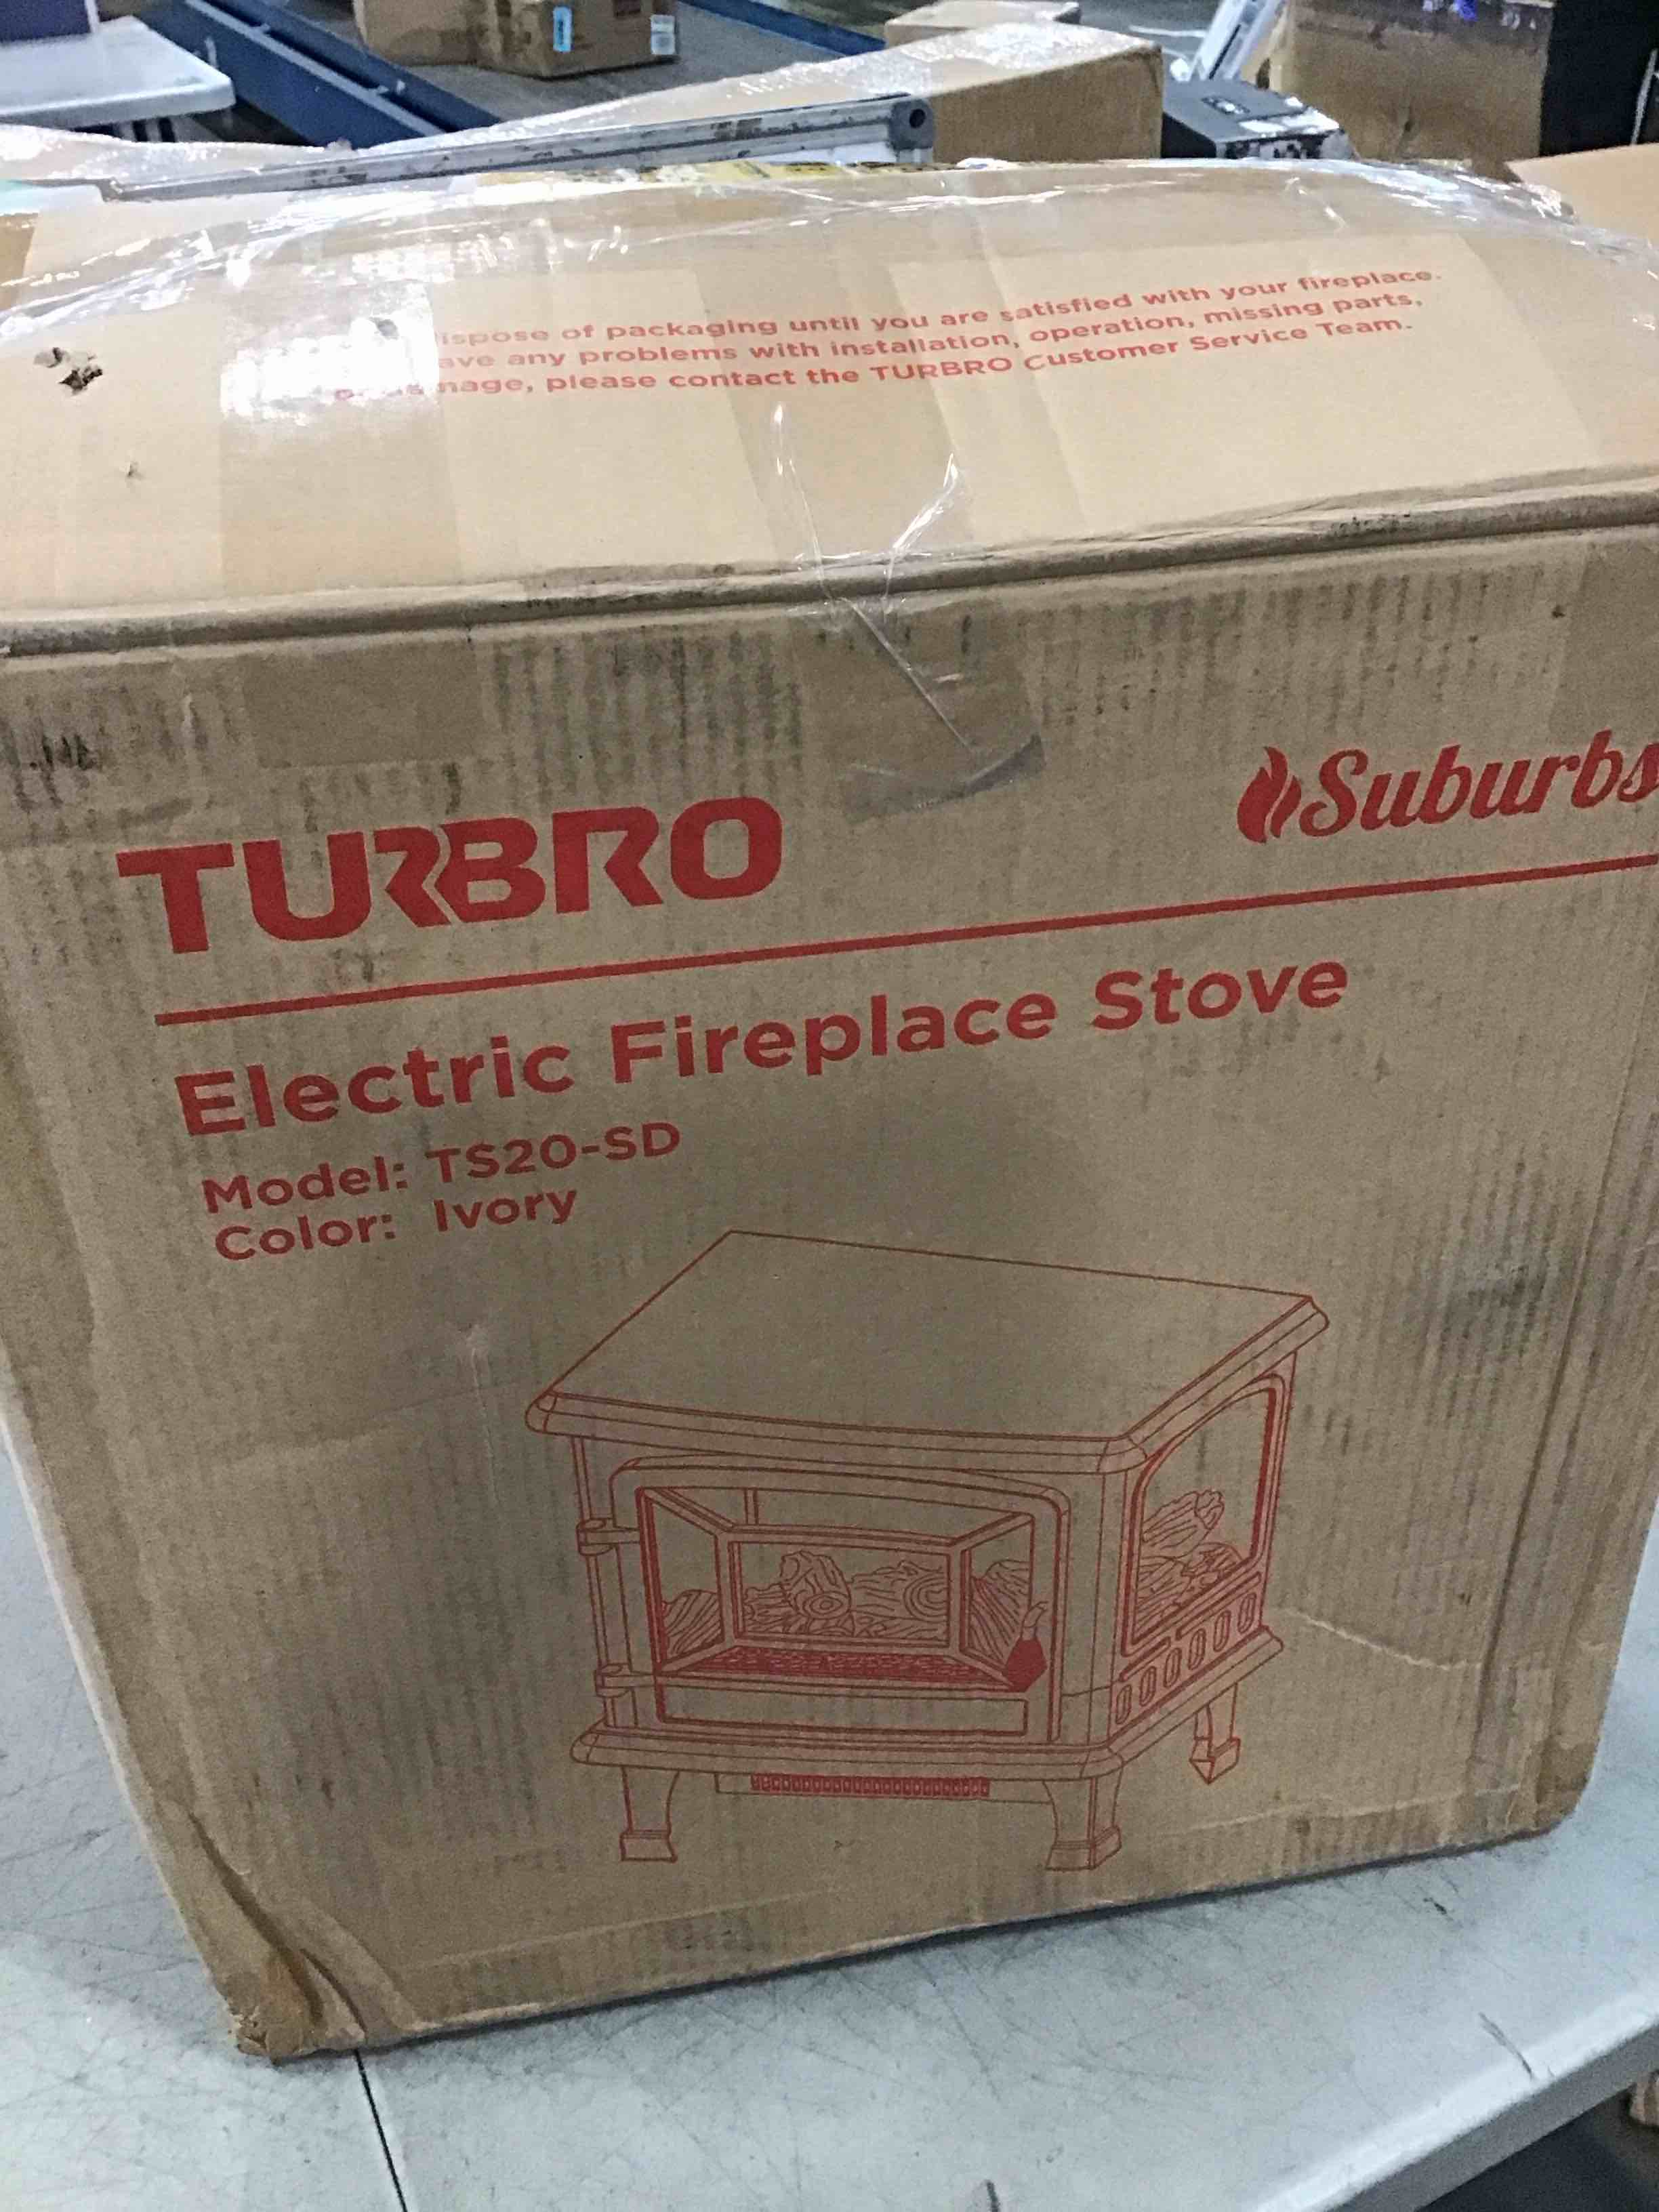 ispose of packaging until you are satisfied with your fireplace.
ave any problems with installation, operation, missing parts,
mage, please contact the TURBRO Customer Service Team.
TURBRO
Suburbs
Electric Fireplace Stove
Model: TS20-SD
Color: Ivory